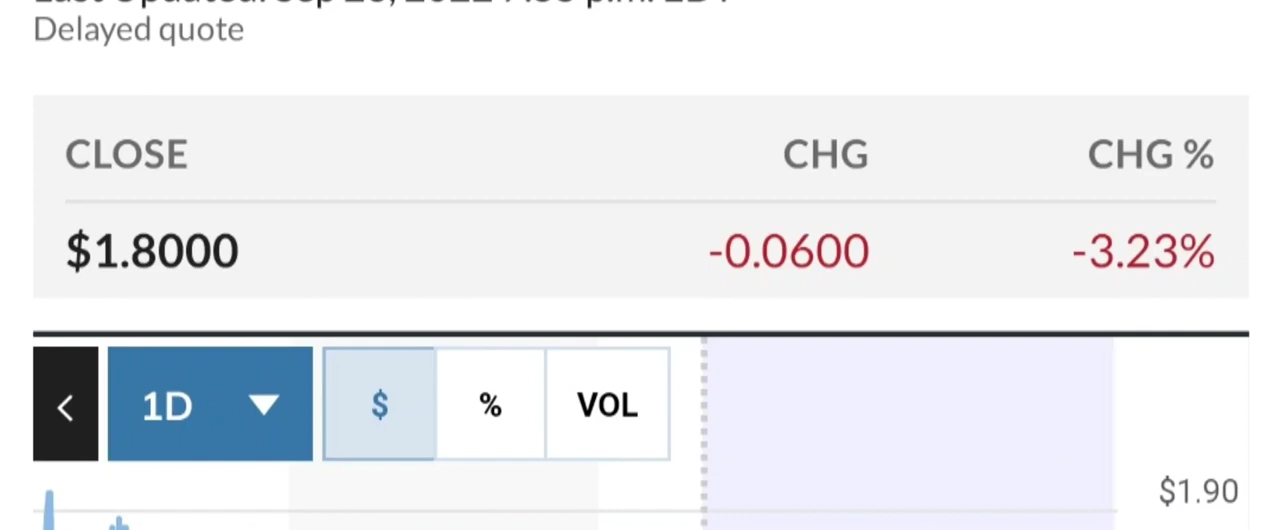 Delayed quote
CLOSE CHG CHG %
$1.8000 -0.0600 -3.23%
1D $ % VOL
$1.90